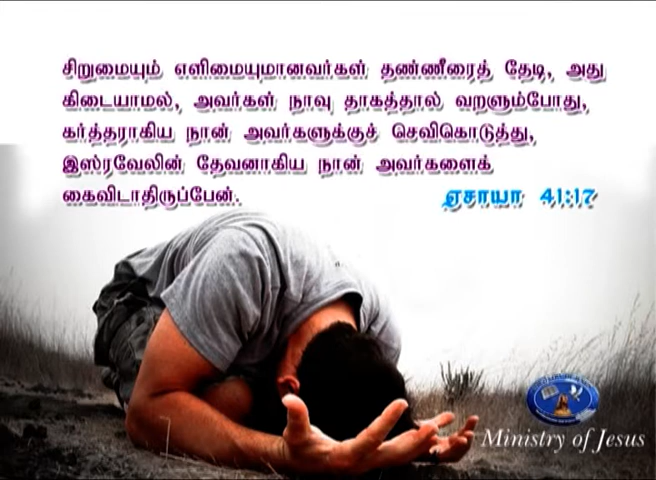 சிறுமையும் எளிமையுமானவர்கள் தண்ணீரைத் தேடி, அது
கிடையாமல், அவர்கள் நாவு தாகத்தால் வறளும்போது,
கர்த்தராகிய நான் அவர்களுக்குச் செவிகொடுத்து,
இஸ்ரவேலின் தேவனாகிய நான் அவர்களைக்
கைவிடாதிருப்பேன். ஏசாயா 41:17
Ministry of Jesus